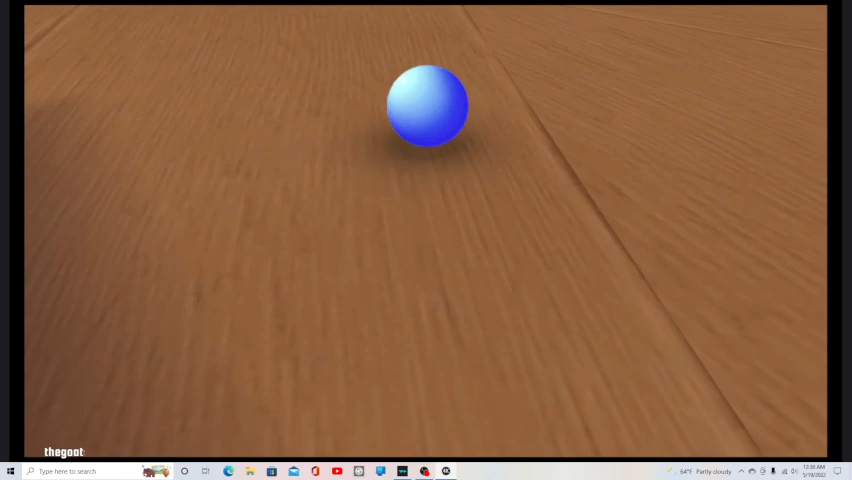 thegoat
Type here to search
64°F Partly cloudy
12:38 AM
5/19/2022